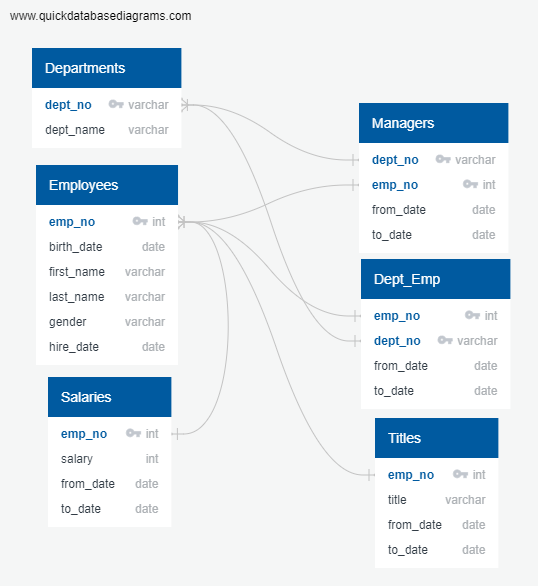 www.quickdatabasediagrams.com
Departments
dept_no varchar
dept_name varchar
Employees
emp_no int
birth_date date
first_name varchar
last_name varchar
gender varchar
hire_date date
Salaries
emp_no int
salary int
from_date date
to_date date
Managers
dept_no varchar
emp_no int
from_date date
to_date date
Dept_Emp
emp_no int
dept_no varchar
from_date date
to_date date
Titles
emp_no int
title varchar
from_date date
to_date date